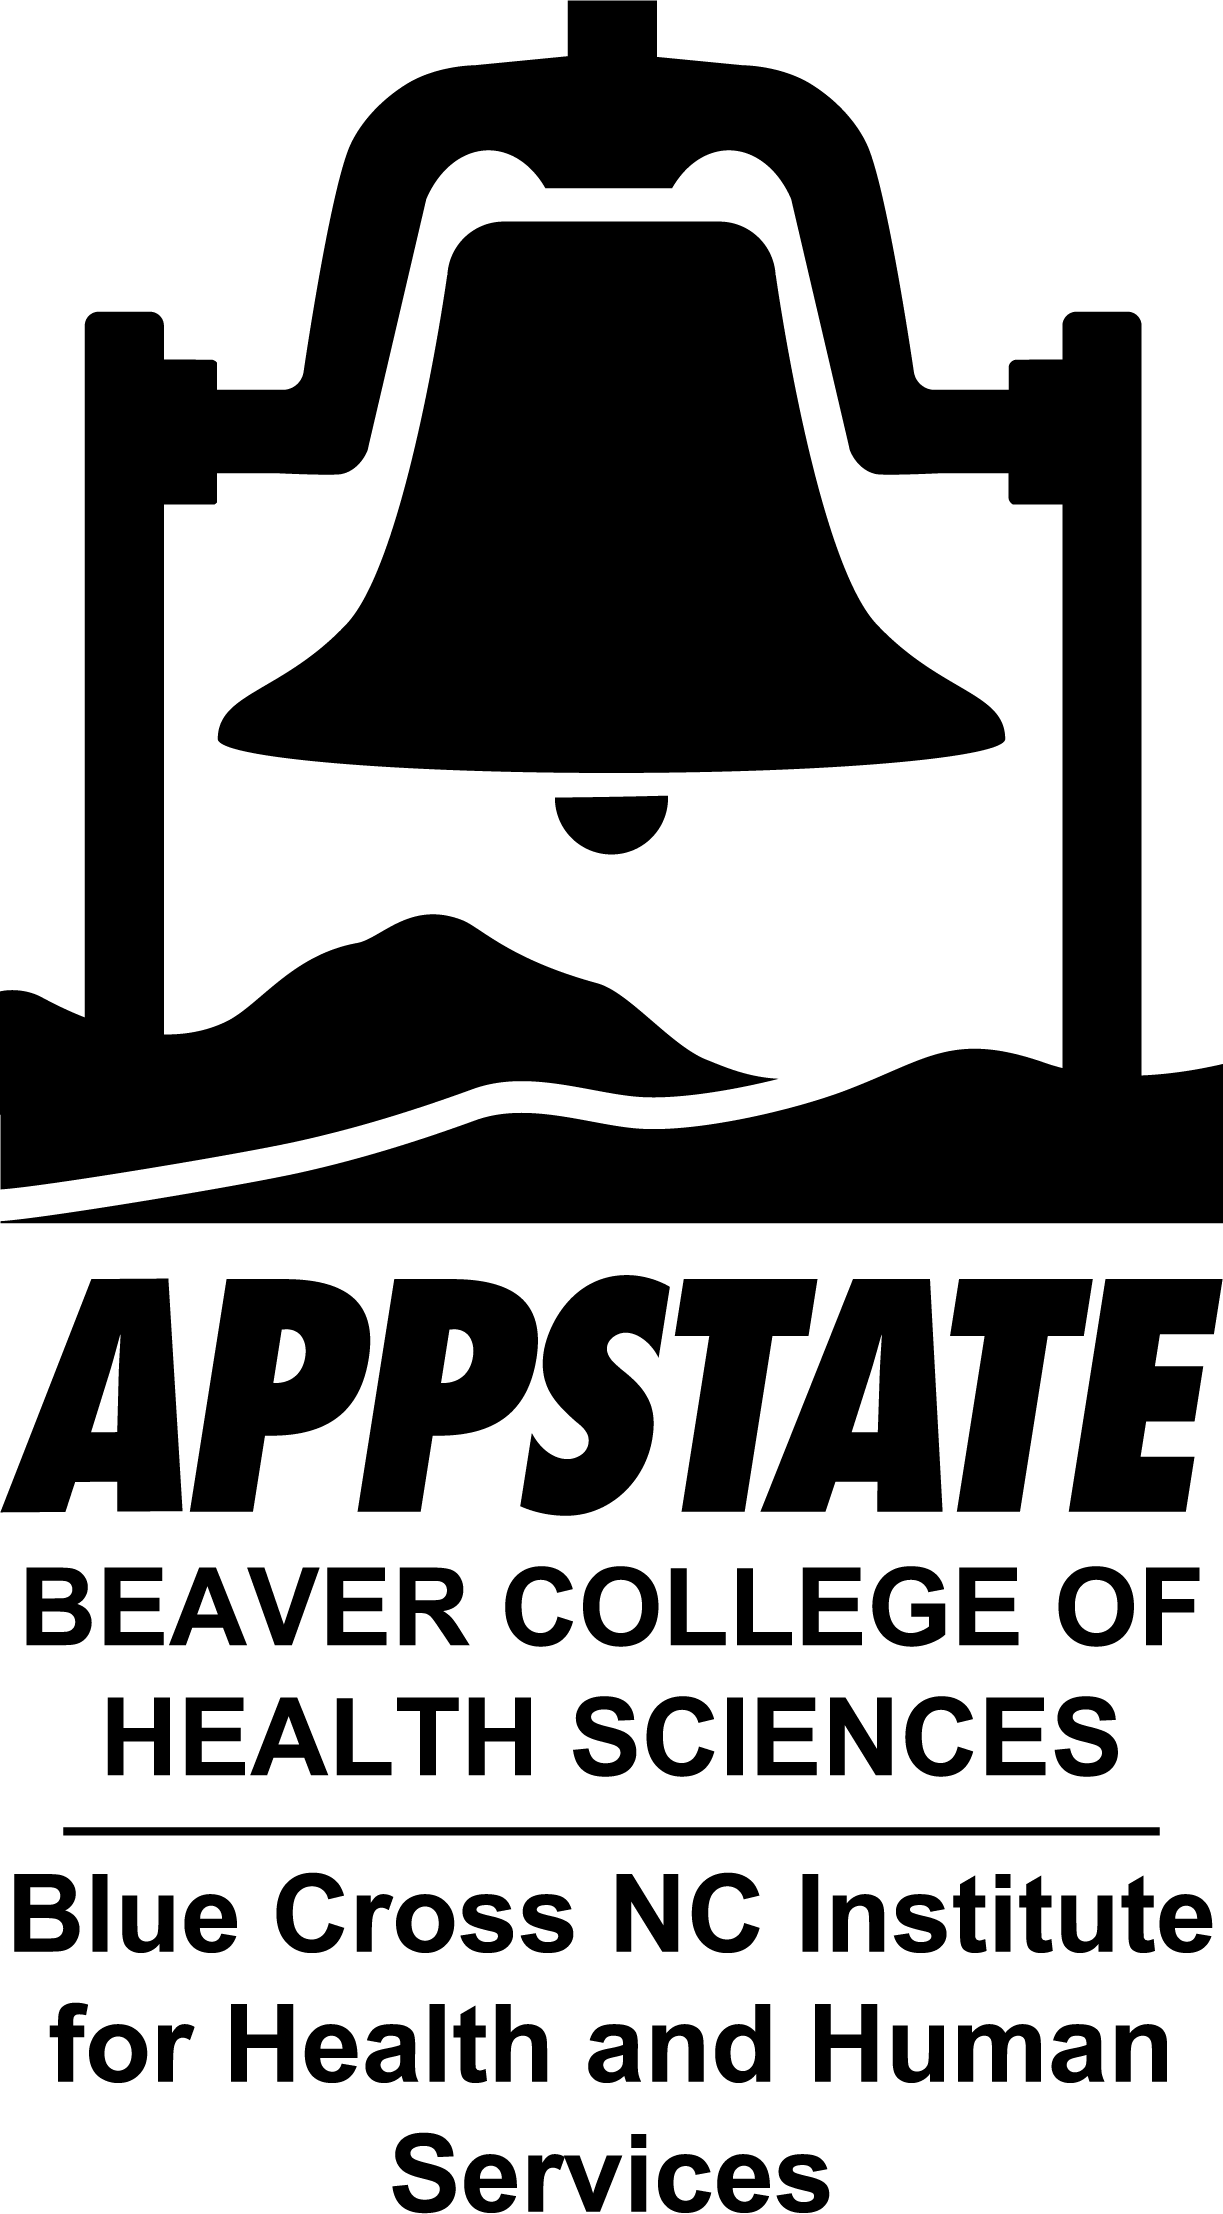 APPSTATE
BEAVER COLLEGE OF
HEALTH SCIENCES
Blue Cross NC Institute
for Health and Human
Services